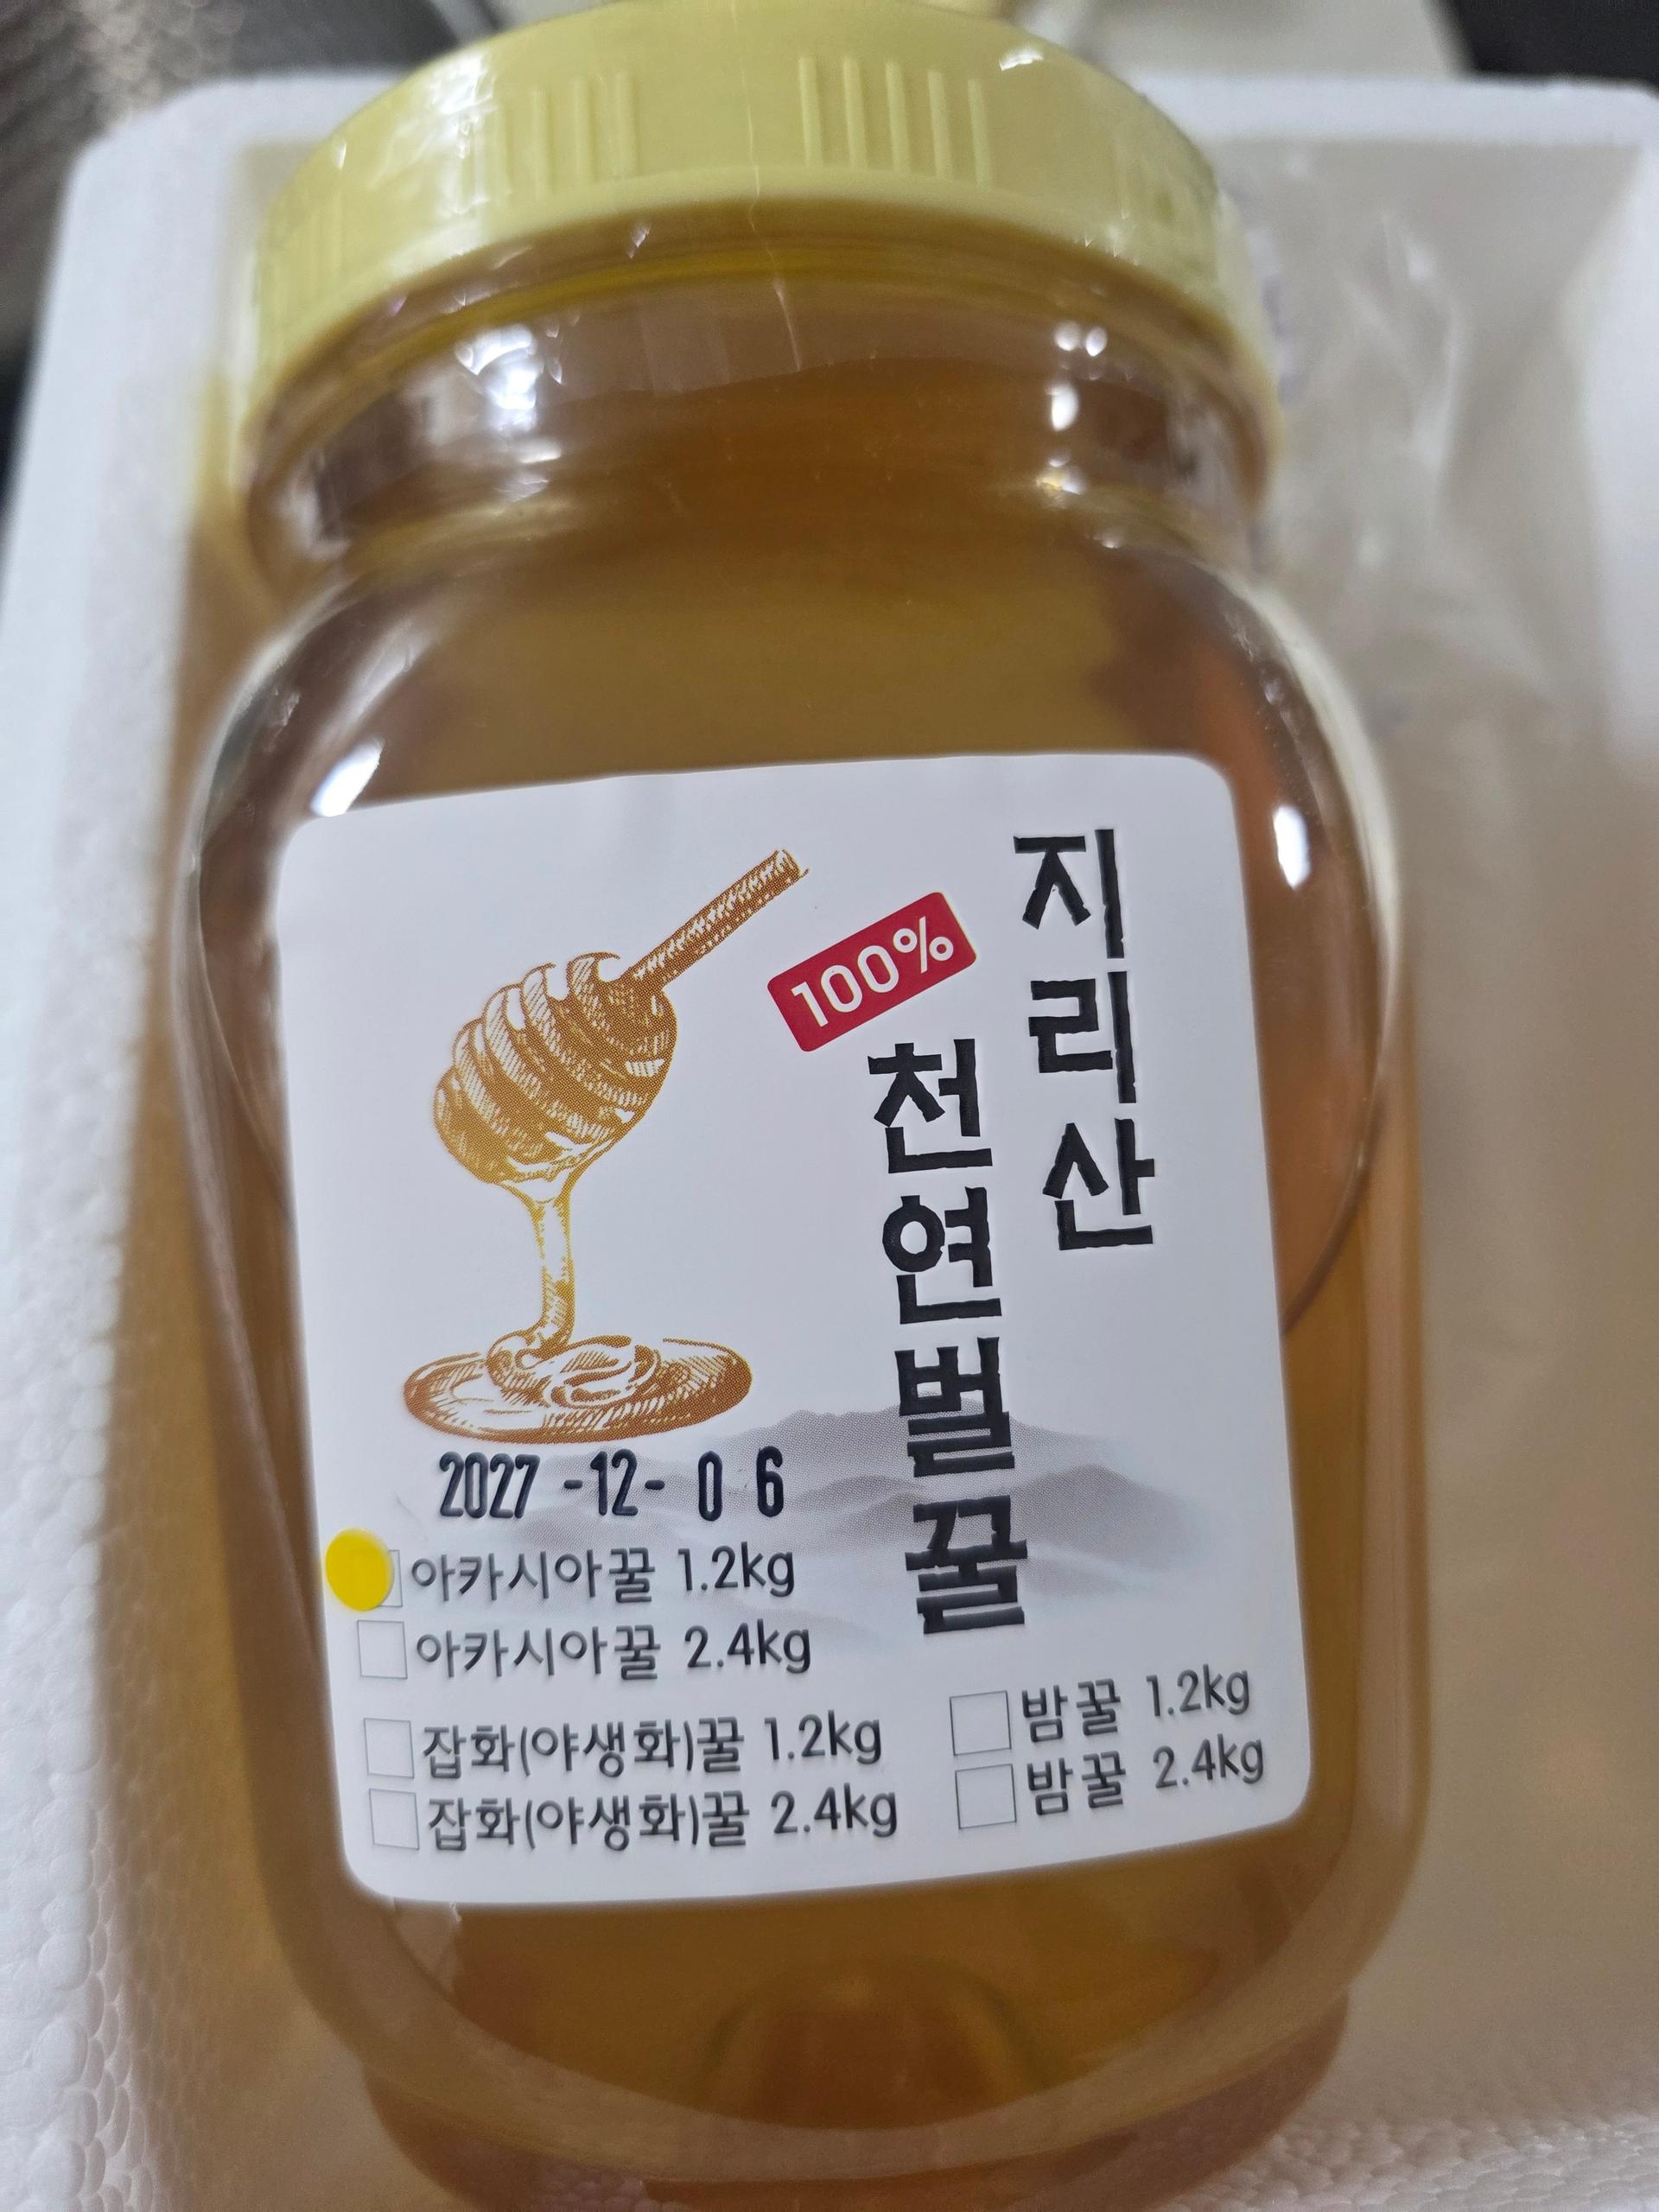 지리산
100%
천연벌꿀
2027 -12- 0 6
아카시아꿀 1.2kg
아카시아꿀 2.4kg
잡화(야생화)꿀 1.2kg
잡화(야생화)꿀 2.4kg
밤꿀 1.2kg
밤꿀 2.4kg